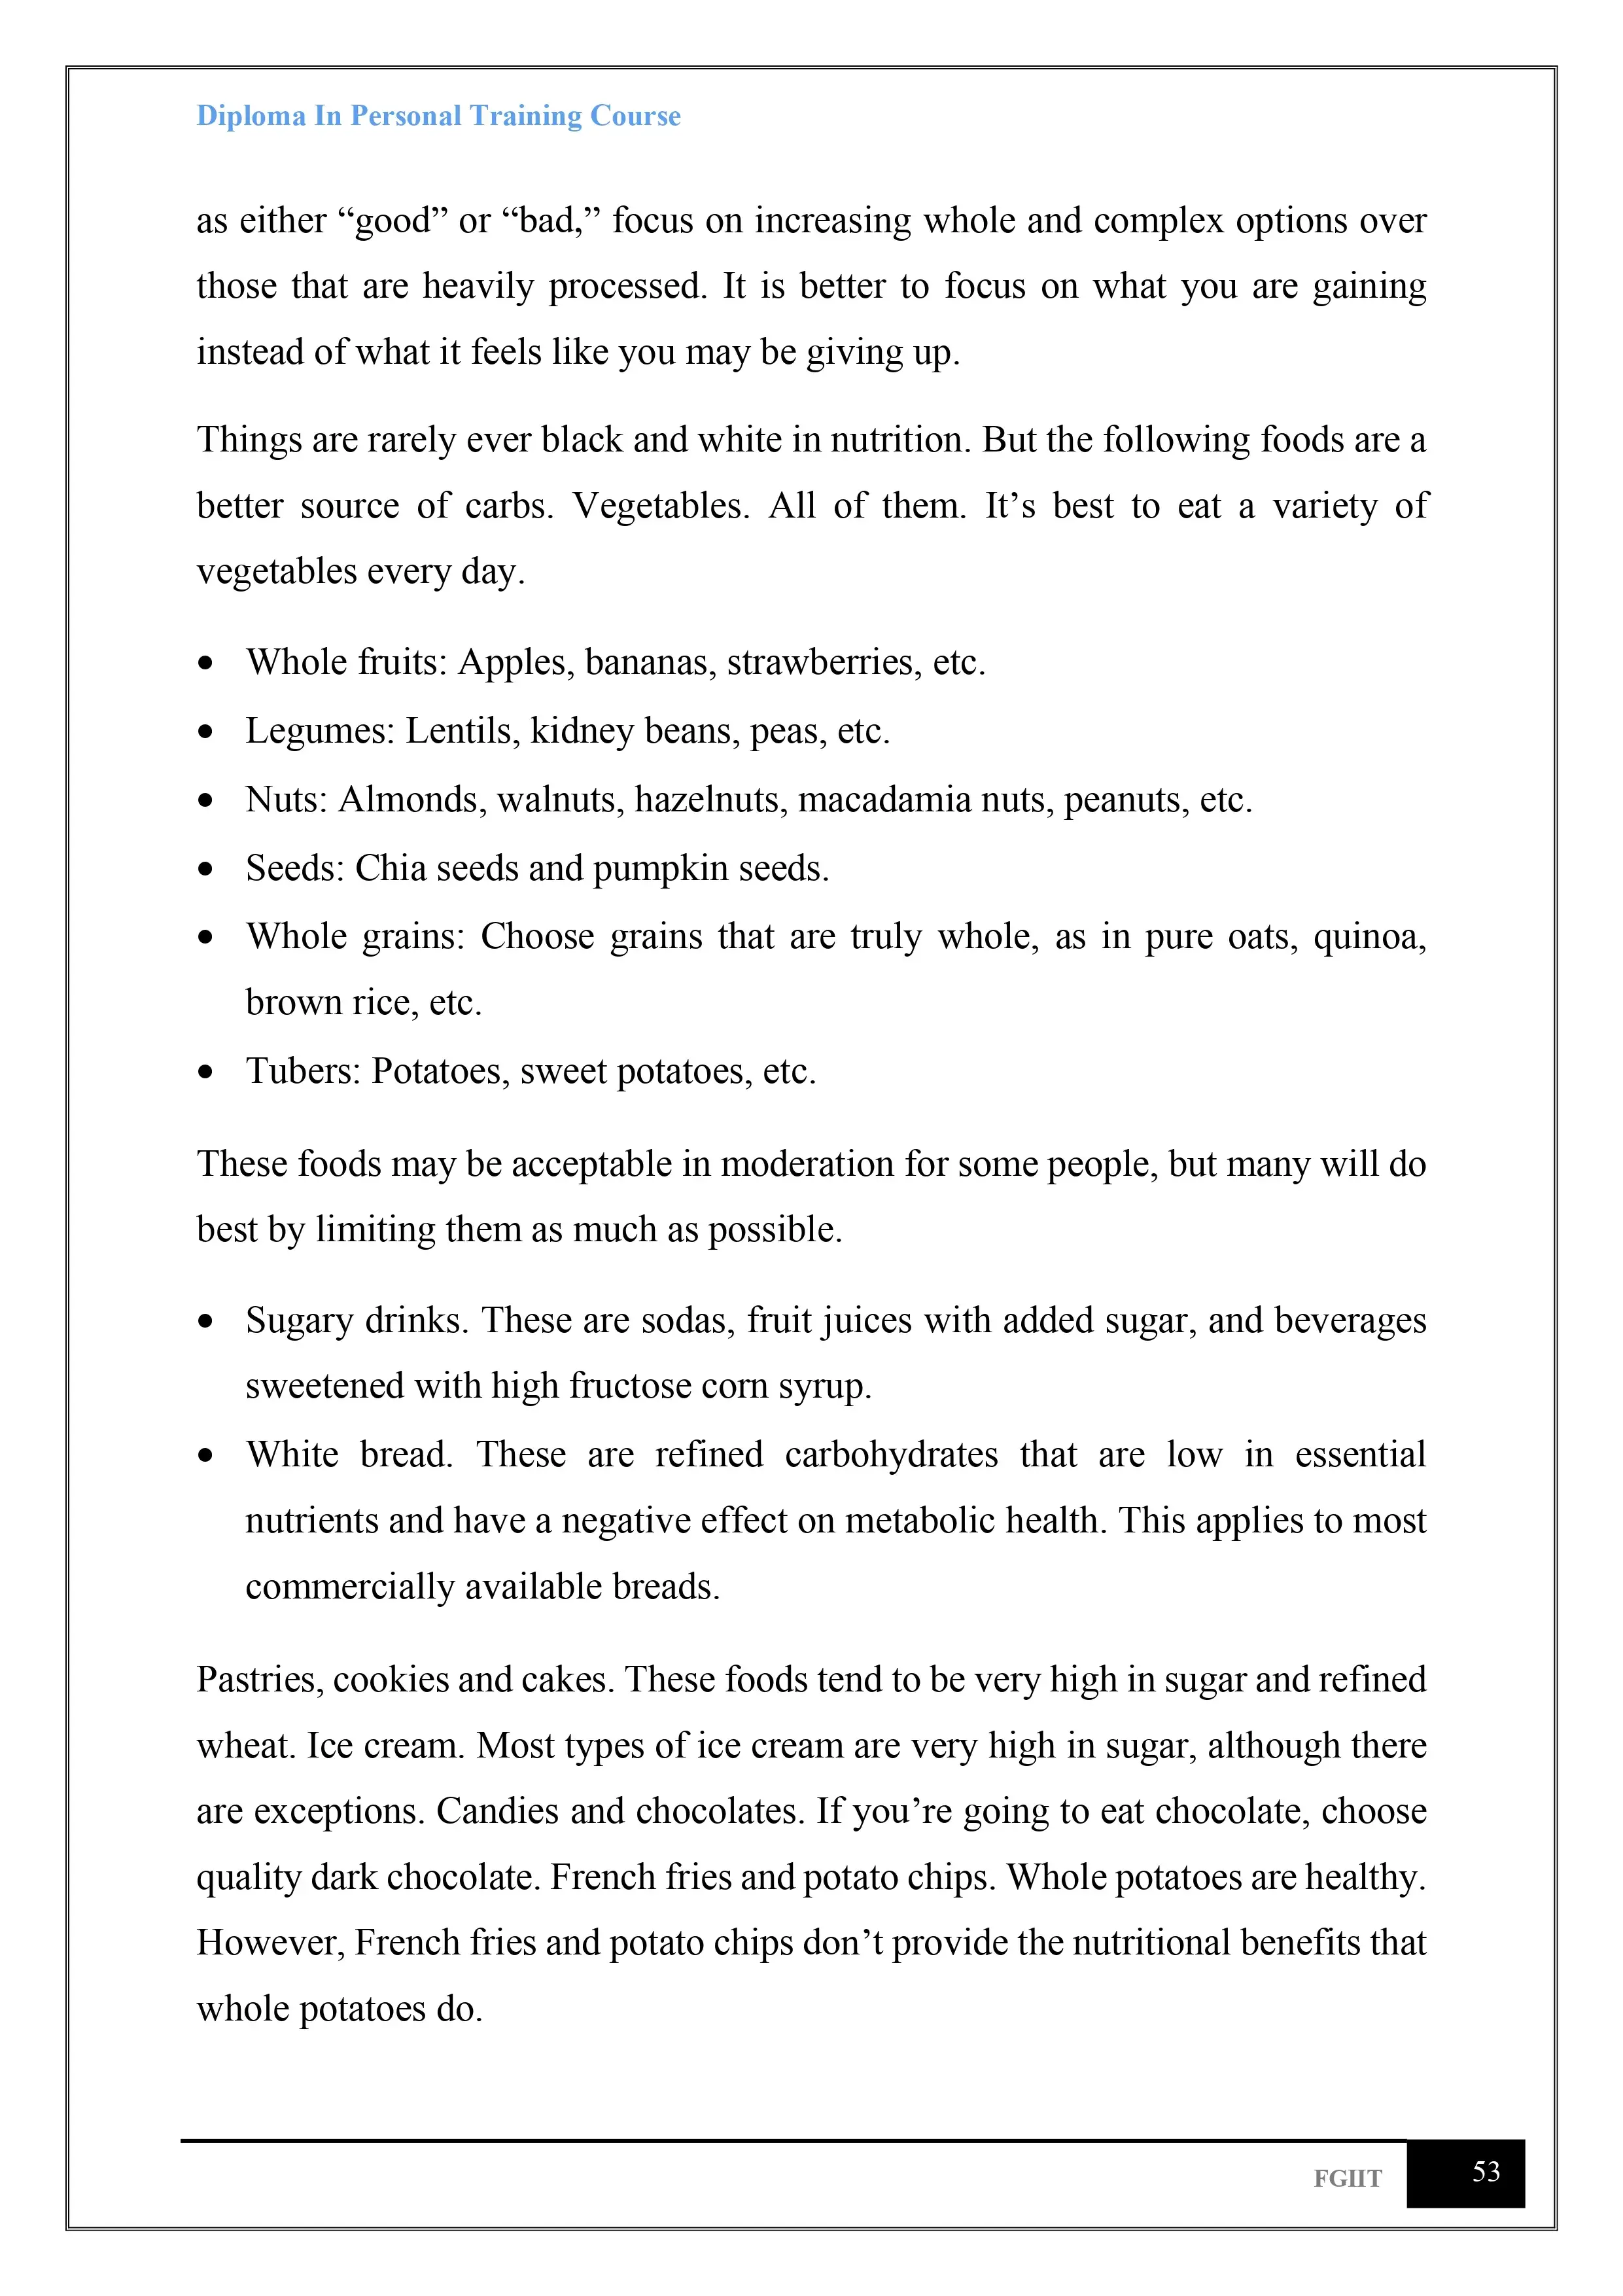 Diploma In Personal Training Course
as either “good” or “bad,” focus on increasing whole and complex options over
those that are heavily processed. It is better to focus on what you are gaining
instead of what it feels like you may be giving up.
Things are rarely ever black and white in nutrition. But the following foods are a
better source of carbs. Vegetables. All of them. It’s best to eat a variety of
vegetables every day.
• Whole fruits: Apples, bananas, strawberries, etc.
• Legumes: Lentils, kidney beans, peas, etc.
• Nuts: Almonds, walnuts, hazelnuts, macadamia nuts, peanuts, etc.
• Seeds: Chia seeds and pumpkin seeds.
• Whole grains: Choose grains that are truly whole, as in pure oats, quinoa,
brown rice, etc.
• Tubers: Potatoes, sweet potatoes, etc.
These foods may be acceptable in moderation for some people, but many will do
best by limiting them as much as possible.
• Sugary drinks. These are sodas, fruit juices with added sugar, and beverages
sweetened with high fructose corn syrup.
• White bread. These are refined carbohydrates that are low in essential
nutrients and have a negative effect on metabolic health. This applies to most
commercially available breads.
Pastries, cookies and cakes. These foods tend to be very high in sugar and refined
wheat. Ice cream. Most types of ice cream are very high in sugar, although there
are exceptions. Candies and chocolates. If you’re going to eat chocolate, choose
quality dark chocolate. French fries and potato chips. Whole potatoes are healthy.
However, French fries and potato chips don’t provide the nutritional benefits that
whole potatoes do.
FGIIT 53